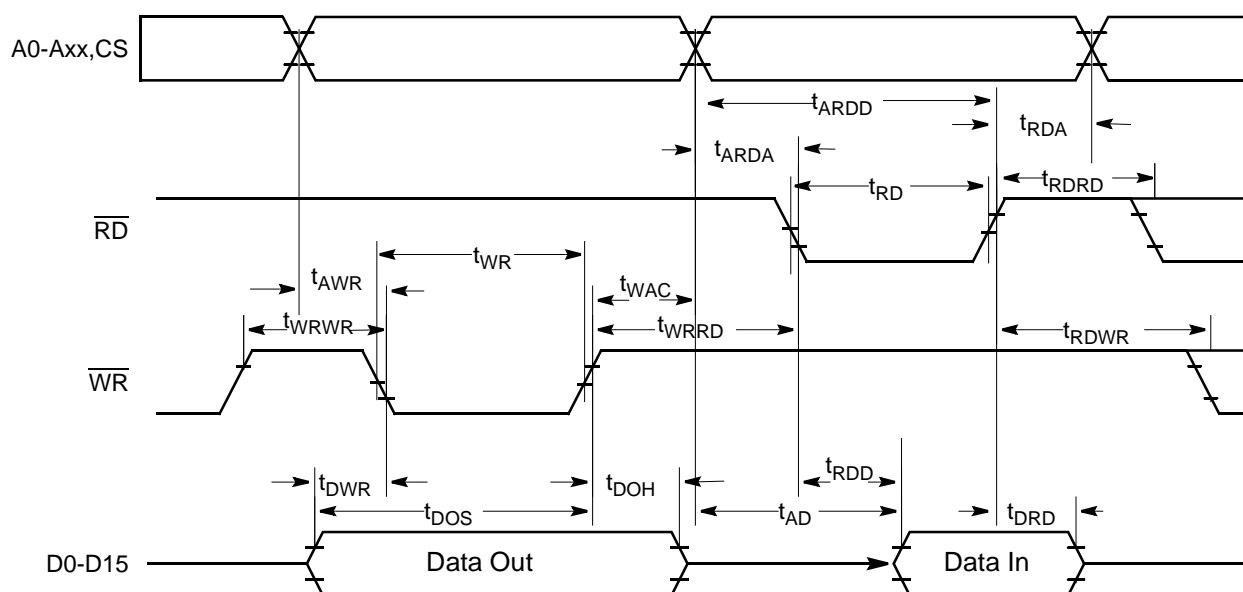 A0-Axx,CS
tARDD
tRDA
tARDA
tRD
tRDRD
RD
tWR
tAWR
tWAC
tWRWR
tWRRD
tRDWR
WR
tRDD
tDWR
tDOH
tDOS
tAD
tDRD
D0-D15
Data Out
Data In